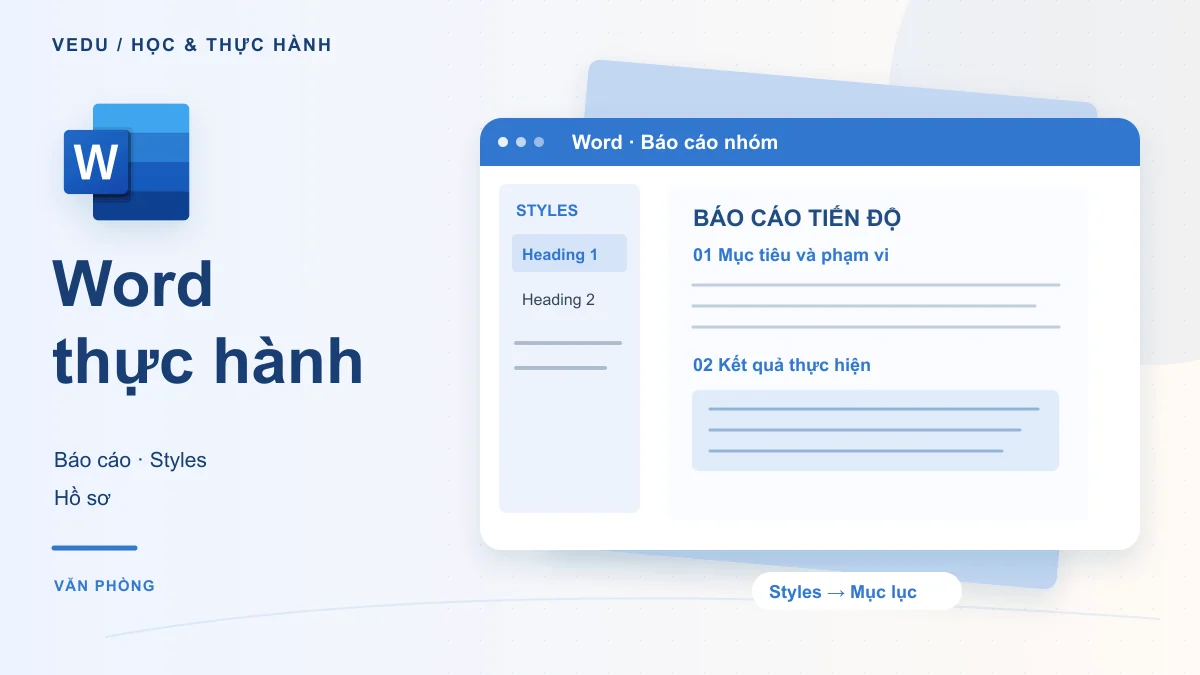 VEDU / HỌC & THỰC HÀNH
W
Word
thực hành
Báo cáo · Styles
Hồ sơ
VĂN PHÒNG
Word · Báo cáo nhóm
STYLES
Heading 1
Heading 2
BÁO CÁO TIẾN ĐỘ
01 Mục tiêu và phạm vi
02 Kết quả thực hiện
Styles → Mục lục